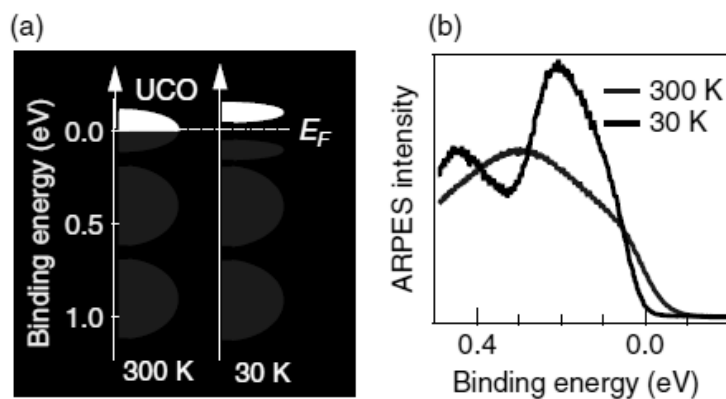 (a)
UCO
0.0
E_F
0.5
1.0
Binding energy (eV)
300 K
30 K
(b)
300 K
30 K
ARPES intensity
0.4
0.0
Binding energy (eV)